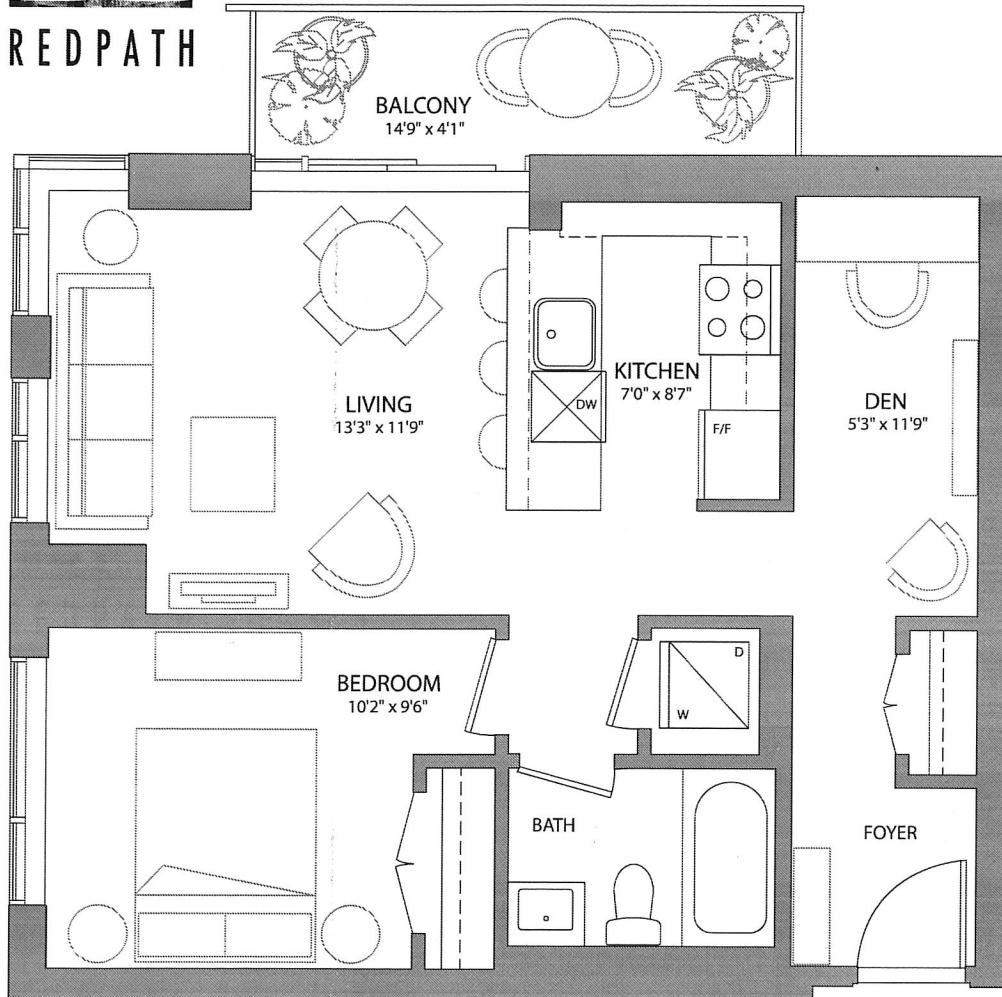 REDPATH
BALCONY
14'9" x 4'1"
LIVING
13'3" x 11'9"
KITCHEN
7'0" x 8'7"
DW
F/F
DEN
5'3" x 11'9"
BEDROOM
10'2" x 9'6"
D
W
BATH
FOYER